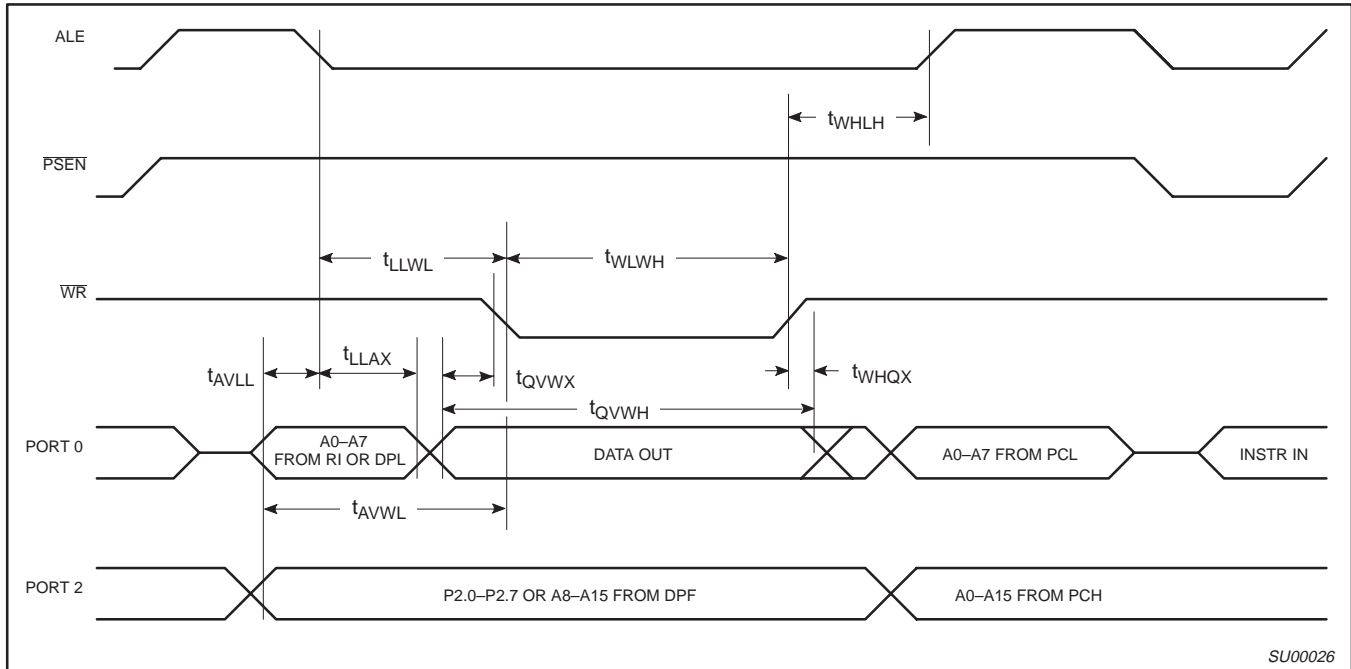 ALE
tWHLH
PSEN
tLLWL
tWLWH
WR
tAVLL
tLLAX
tQVWX
tWHQX
tQVWH
PORT 0
A0–A7
FROM RI OR DPL
DATA OUT
A0–A7 FROM PCL
INSTR IN
tAVWL
PORT 2
P2.0–P2.7 OR A8–A15 FROM DPF
A0–A15 FROM PCH
SU00026